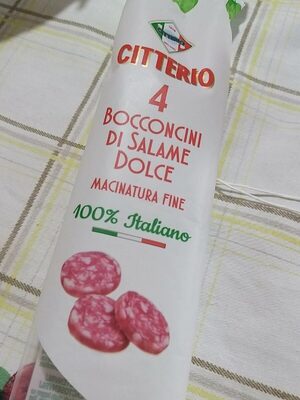 CITTERIO
4
BOCCONCINI
DI SALAME
DOLCE
MACINATURA FINE
100% Italiano